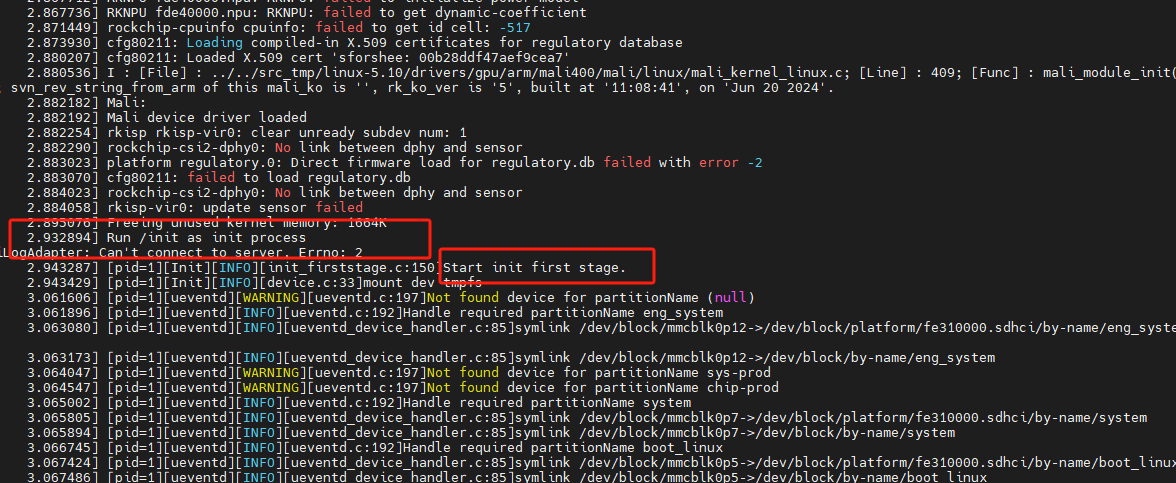 2.867712] RKNPU fde40000.npu: RKNPU: failed to initialize power model
2.867736] RKNPU fde40000.npu: RKNPU: failed to get dynamic-coefficient
2.871449] rockchip-cpuinfo cpuinfo: failed to get id cell: -517
2.873930] cfg80211: Loading compiled-in X.509 certificates for regulatory database
2.880207] cfg80211: Loaded X.509 cert 'sforshee: 00b28ddf47aef9cea7'
2.880536] I : [File] : ../../src_tmp/linux-5.10/drivers/gpu/arm/mali400/mali/linux/mali_kernel_linux.c; [Line] : 409; [Func] : mali_module_init(
svn_rev_string_from_arm of this mali_ko is '', rk_ko_ver is '5', built at '11:08:41', on 'Jun 20 2024'.
2.882182] Mali:
2.882192] Mali device driver loaded
2.882254] rkisp rkisp-vir0: clear unready subdev num: 1
2.882290] rockchip-csi2-dphy0: No link between dphy and sensor
2.883023] platform regulatory.0: Direct firmware load for regulatory.db failed with error -2
2.883070] cfg80211: failed to load regulatory.db
2.884023] rockchip-csi2-dphy0: No link between dphy and sensor
2.884058] rkisp-vir0: update sensor failed
2.895076] Freeing unused kernel memory: 1664K
2.932894] Run /init as init process
lLogAdapter: Can't connect to server. Errno: 2
2.943287] [pid=1][Init][INFO][init_firststage.c:150]Start init first stage.
2.943429] [pid=1][Init][INFO][device.c:33]mount dev tmpfs
3.061606] [pid=1][ueventd][WARNING][ueventd.c:197]Not found device for partitionName (null)
3.061896] [pid=1][ueventd][INFO][ueventd.c:192]Handle required partitionName eng_system
3.063080] [pid=1][ueventd][INFO][ueventd_device_handler.c:85]symlink /dev/block/mmcblk0p12->/dev/block/platform/fe310000.sdhci/by-name/eng_syste
3.063173] [pid=1][ueventd][INFO][ueventd_device_handler.c:85]symlink /dev/block/mmcblk0p12->/dev/block/by-name/eng_system
3.064047] [pid=1][ueventd][WARNING][ueventd.c:197]Not found device for partitionName sys-prod
3.064547] [pid=1][ueventd][WARNING][ueventd.c:197]Not found device for partitionName chip-prod
3.065002] [pid=1][ueventd][INFO][ueventd.c:192]Handle required partitionName system
3.065805] [pid=1][ueventd][INFO][ueventd_device_handler.c:85]symlink /dev/block/mmcblk0p7->/dev/block/platform/fe310000.sdhci/by-name/system
3.065894] [pid=1][ueventd][INFO][ueventd_device_handler.c:85]symlink /dev/block/mmcblk0p7->/dev/block/by-name/system
3.066745] [pid=1][ueventd][INFO][ueventd.c:192]Handle required partitionName boot_linux
3.067424] [pid=1][ueventd][INFO][ueventd_device_handler.c:85]symlink /dev/block/mmcblk0p5->/dev/block/platform/fe310000.sdhci/by-name/boot_linux
3.067486] [pid=1][ueventd][INFO][ueventd_device_handler.c:85]symlink /dev/block/mmcblk0p5->/dev/block/by-name/boot_linux